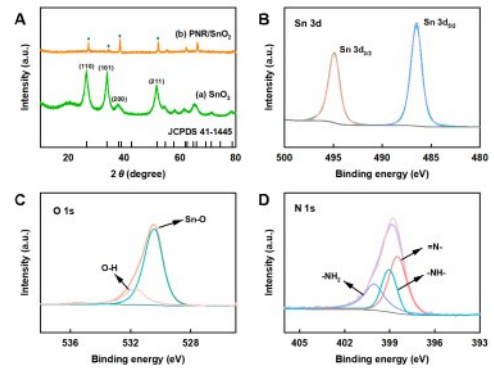 A
(b) PNR/SnO₂
(110)
(101)
(200)
(211)
(a) SnO₂
JCPDS 41-1445
20 30 40 50 60 70 80
2 θ (degree)
Intensity (a.u.)
B
Sn 3d
Sn 3d₃/₂
Sn 3d₅/₂
500 495 490 485 480
Binding energy (eV)
Intensity (a.u.)
C
O 1s
Sn-O
O-H
536 532 528
Binding energy (eV)
Intensity (a.u.)
D
N 1s
=N-
-NH₂
-NH-
405 402 399 396 393
Binding energy (eV)
Intensity (a.u.)